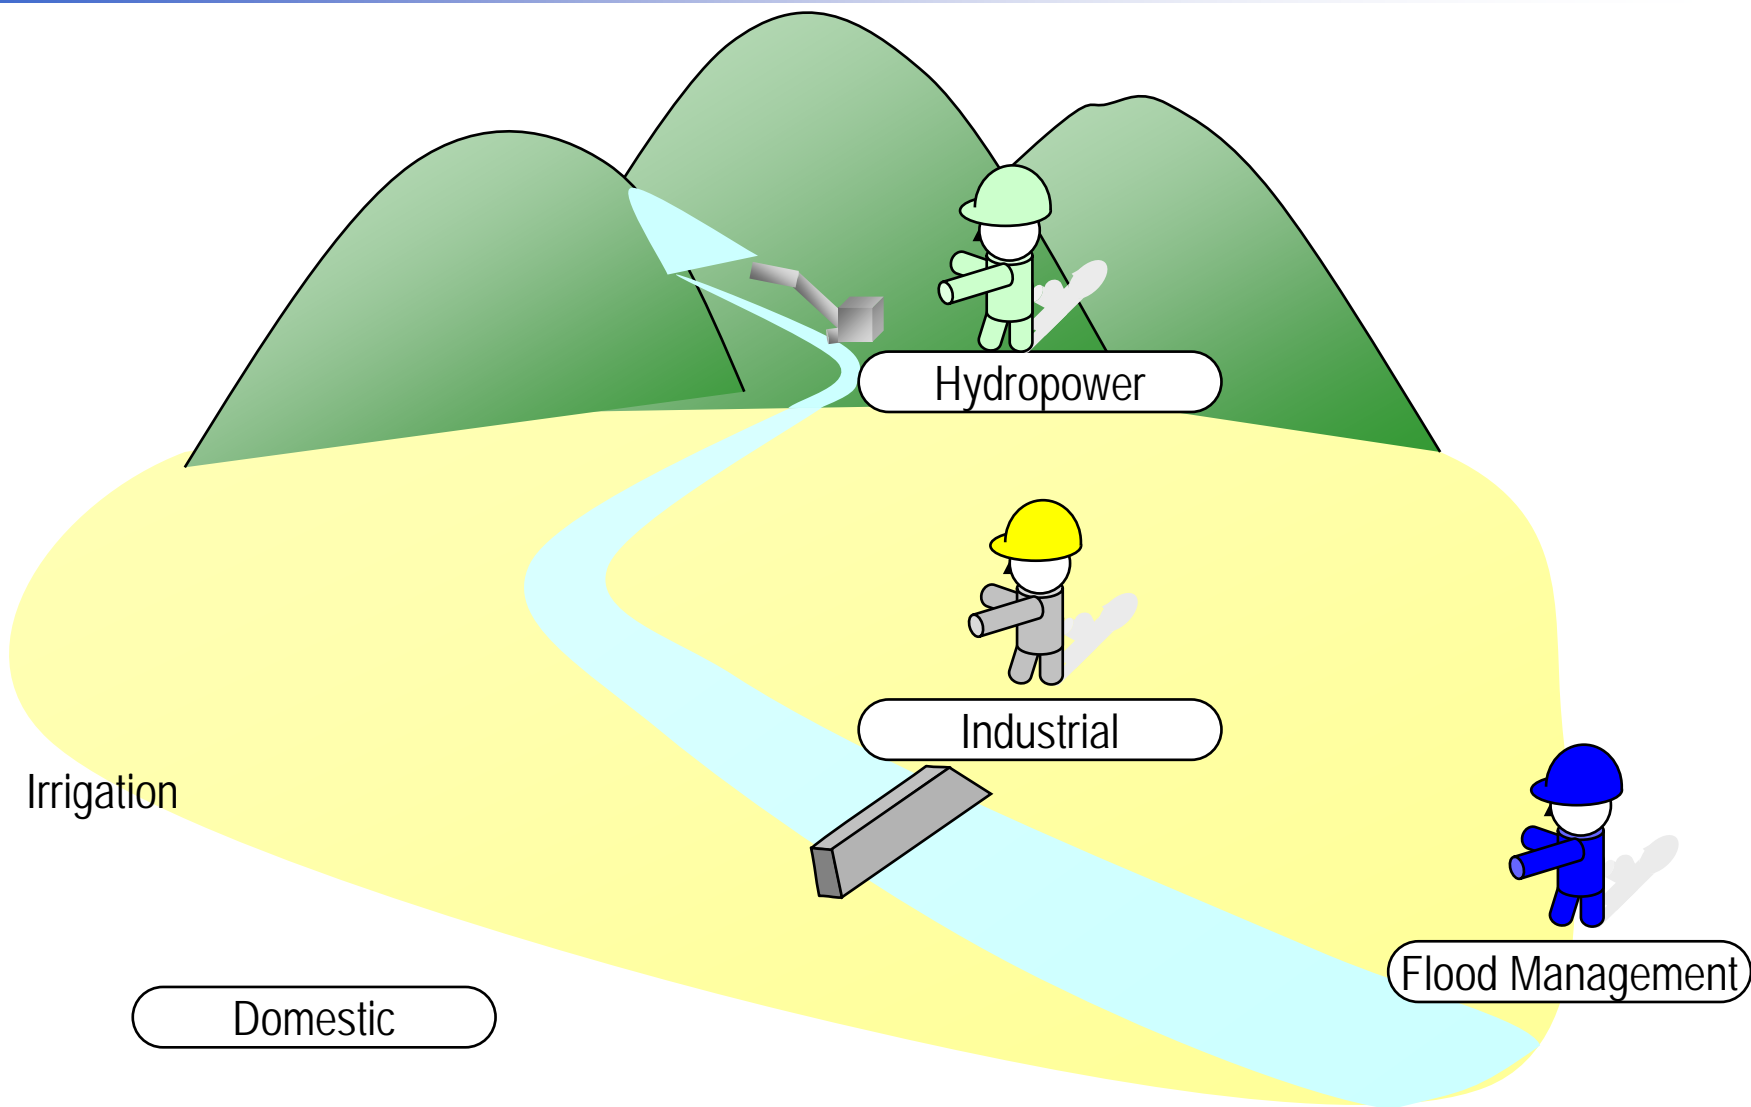 Hydropower
Industrial
Irrigation
Flood Management
Domestic